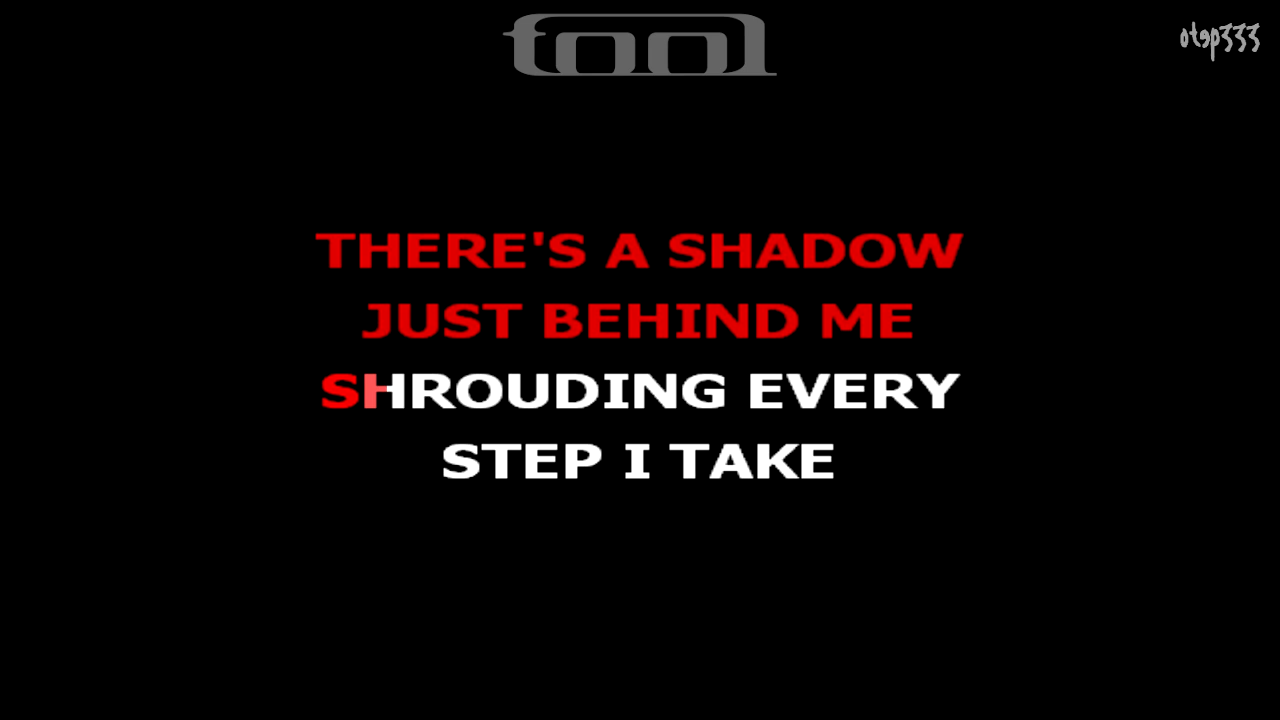 tool
otep333
THERE'S A SHADOW
JUST BEHIND ME
SHROUDING EVERY
STEP I TAKE